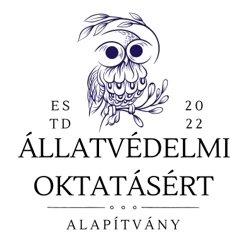 ES 20
TD 22
ÁLLATVÉDELMI
OKTATÁSÉRT
ALAPÍTVÁNY